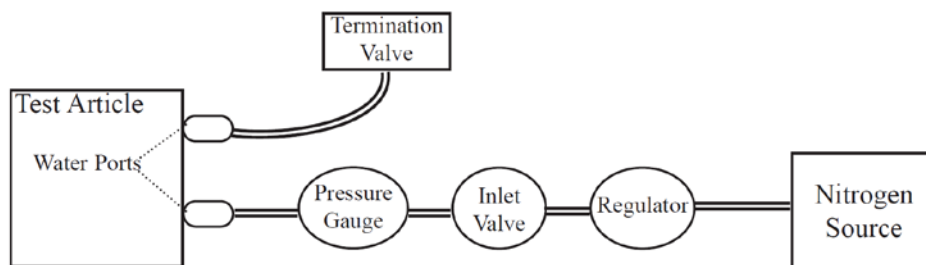 Termination
Valve
Test Article
Water Ports
Pressure
Gauge
Inlet
Valve
Regulator
Nitrogen
Source